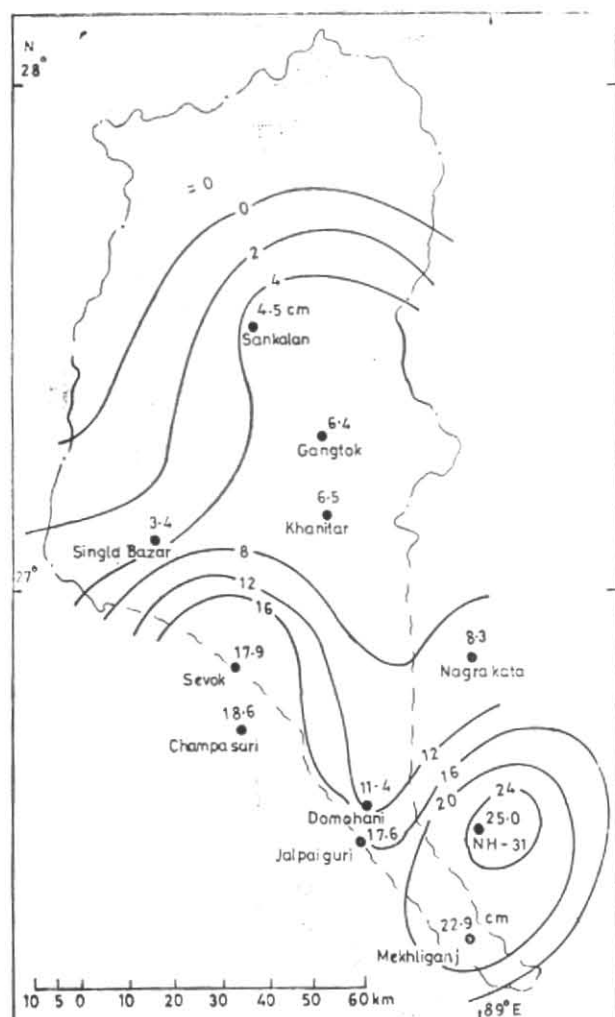 N
28°
= 0
0
2
4
4.5 cm
Sankalan
6.4
Gangtok
6.5
Khanitar
3.4
Singla Bazar
27°
8
12
16
8.3
Nagrakata
17.9
Sevok
18.6
Champasuri
12
16
20
24
11.4
Domohani
25.0
NH-31
17.6
Jalpaiguri
22.9 cm
Mekhliganj
10 5 0 10 20 30 40 50 60 km
89° E